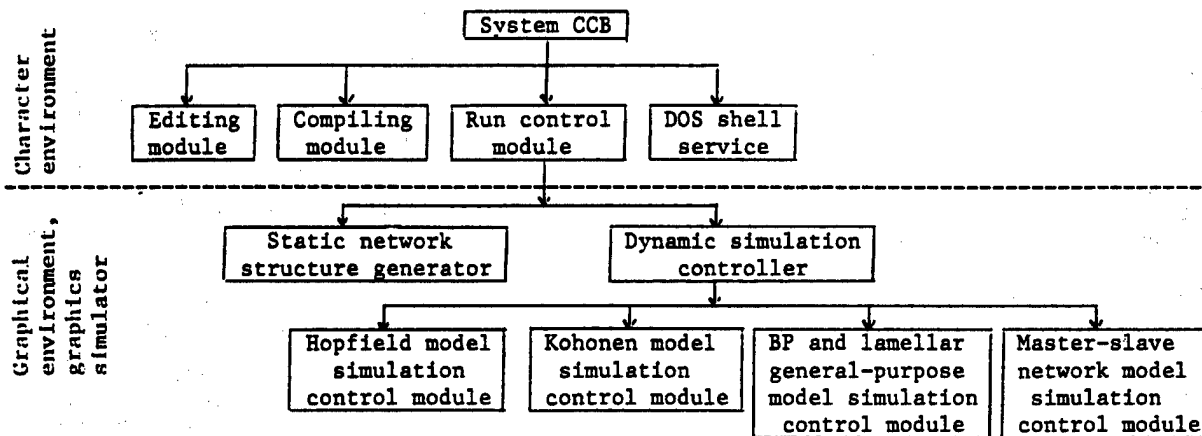 System CCB
Character
environment
Editing
module
Compiling
module
Run control
module
DOS shell
service
Graphical
environment,
graphics
simulator
Static network
structure generator
Dynamic simulation
controller
Hopfield model
simulation
control module
Kohonen model
simulation
control module
BP and lamellar
general-purpose
model simulation
control module
Master-slave
network model
simulation
control module